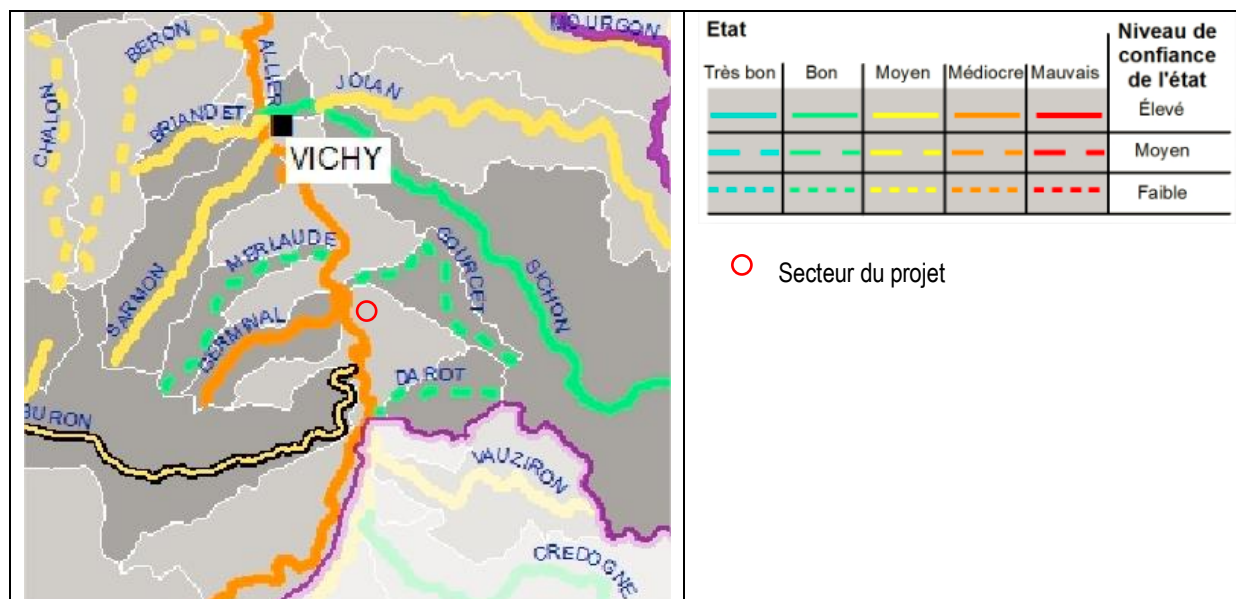 MOURGON
BERON
ALLIER
JOLAN
CHALON
BRIANDET
VICHY
MERLAUDE
GOURCET
SICHON
SARMON
GERMINAL
DAROT
BURON
VAUZIRON
CREDOGNE
Etat
Niveau de
confiance
de l'état
Très bon
Bon
Moyen
Médiocre
Mauvais
Élevé
Moyen
Faible
Secteur du projet